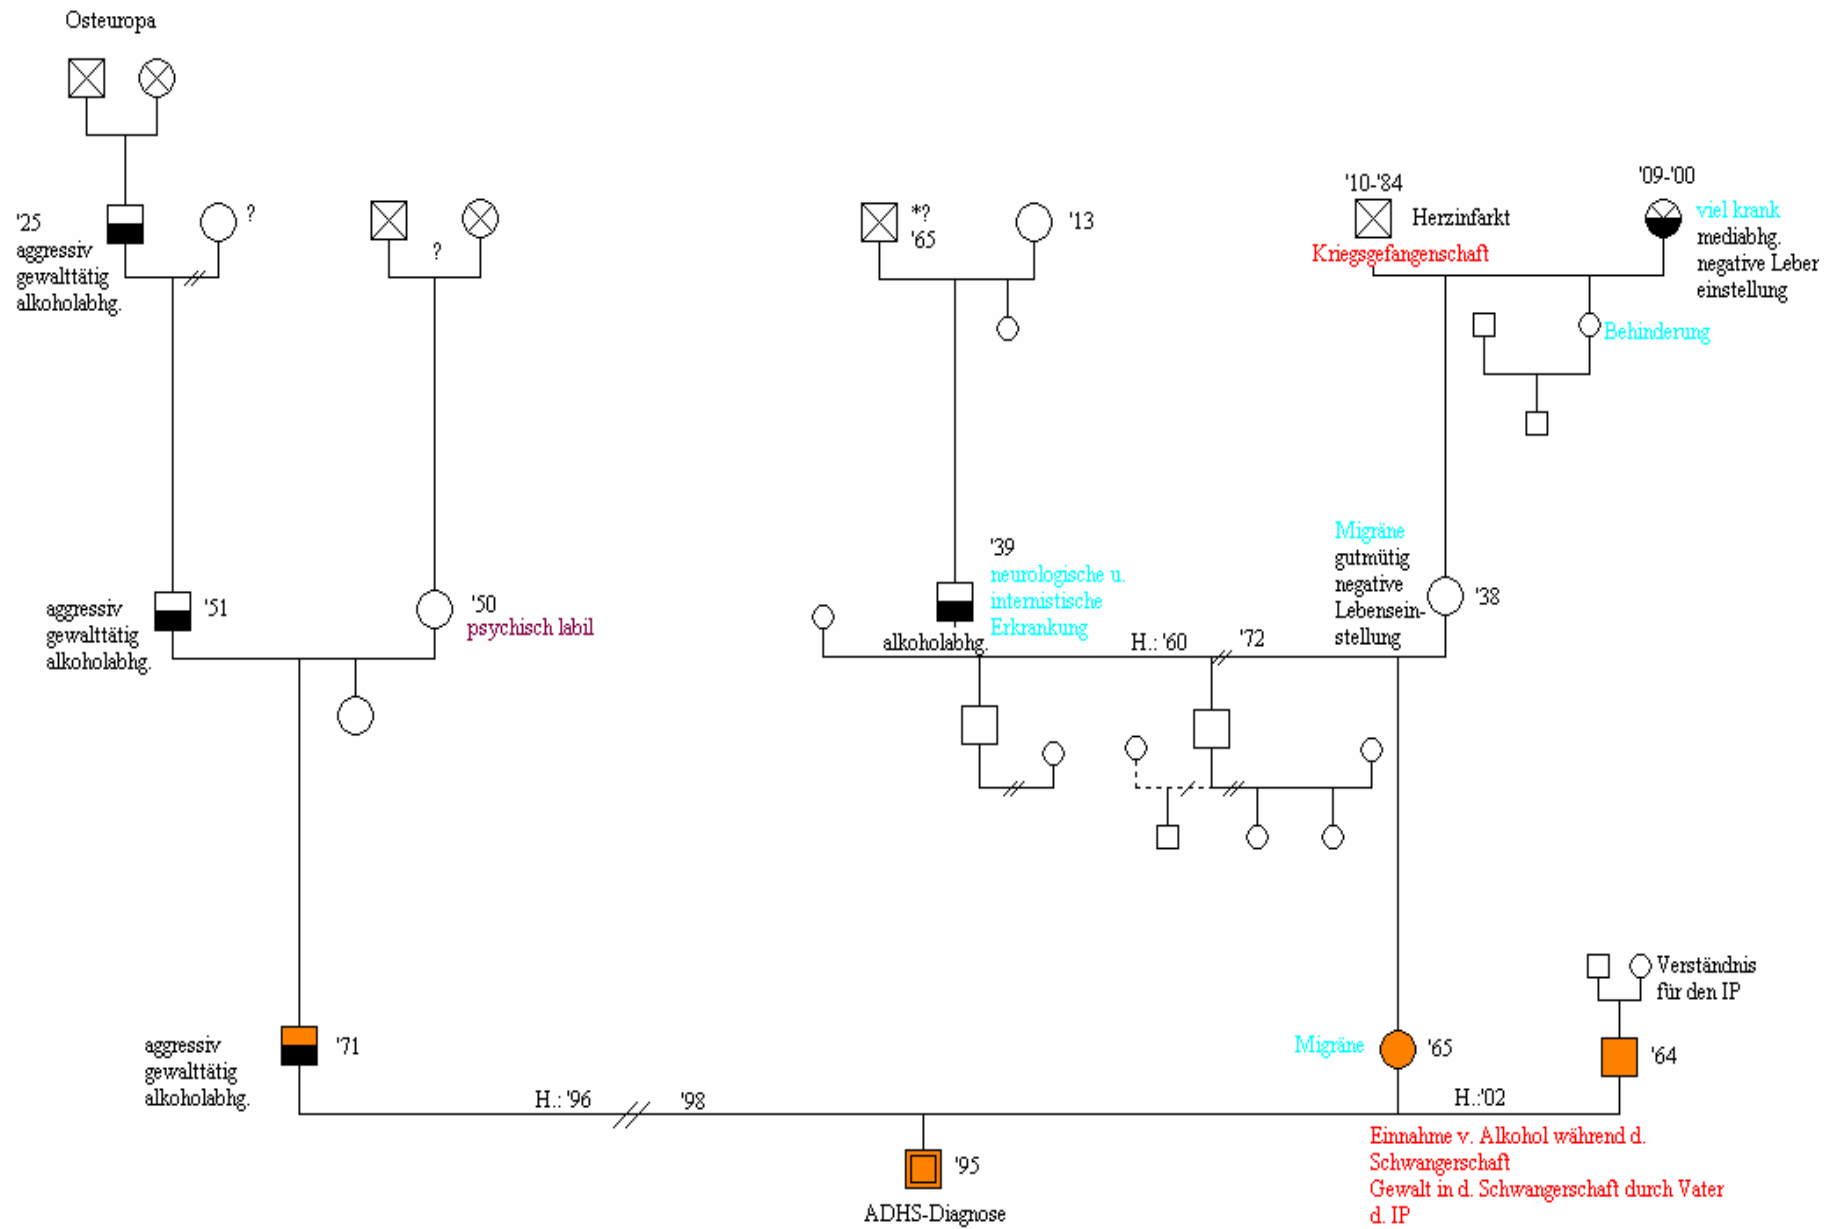 Osteuropa
'25
aggressiv
gewalttätig
alkoholabhg.
?
?
*?
'65
'13
'10-'84
Herzinfarkt
Kriegsgefangenschaft
'09-'00
viel krank
mediabhg.
negative Leber
einstellung
Behinderung
aggressiv
gewalttätig
alkoholabhg.
'51
'50
psychisch labil
'39
neurologische u.
internistische
Erkrankung
alkoholabhg.
H.: '60
'72
Migräne
gutmütig
negative
Lebensein-
stellung
'38
aggressiv
gewalttätig
alkoholabhg.
'71
Migräne
'65
Verständnis
für den IP
'64
H.: '96
'98
H.:'02
'95
ADHS-Diagnose
Einnahme v. Alkohol während d.
Schwangerschaft
Gewalt in d. Schwangerschaft durch Vater
d. IP